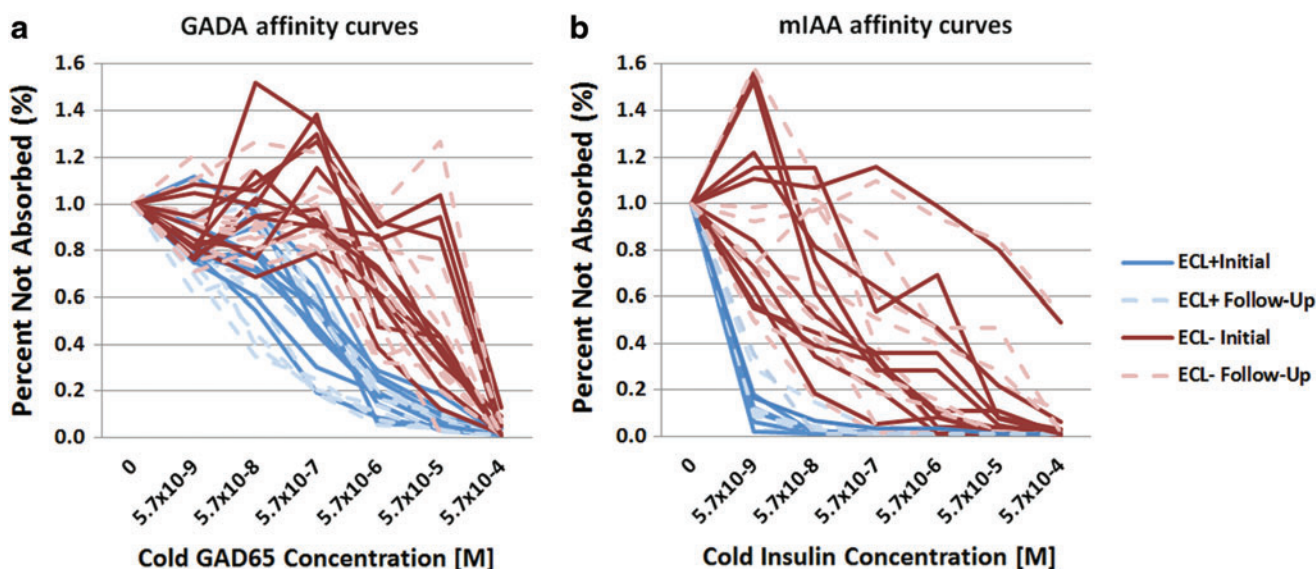 a
GADA affinity curves
Percent Not Absorbed (%)
1.6
1.4
1.2
1.0
0.8
0.6
0.4
0.2
0.0
0
5.7x10-9
5.7x10-8
5.7x10-7
5.7x10-6
5.7x10-5
5.7x10-4
Cold GAD65 Concentration [M]
b
mIAA affinity curves
Percent Not Absorbed (%)
1.6
1.4
1.2
1.0
0.8
0.6
0.4
0.2
0.0
0
5.7x10-9
5.7x10-8
5.7x10-7
5.7x10-6
5.7x10-5
5.7x10-4
Cold Insulin Concentration [M]
ECL+Initial
ECL+ Follow-Up
ECL- Initial
ECL- Follow-Up